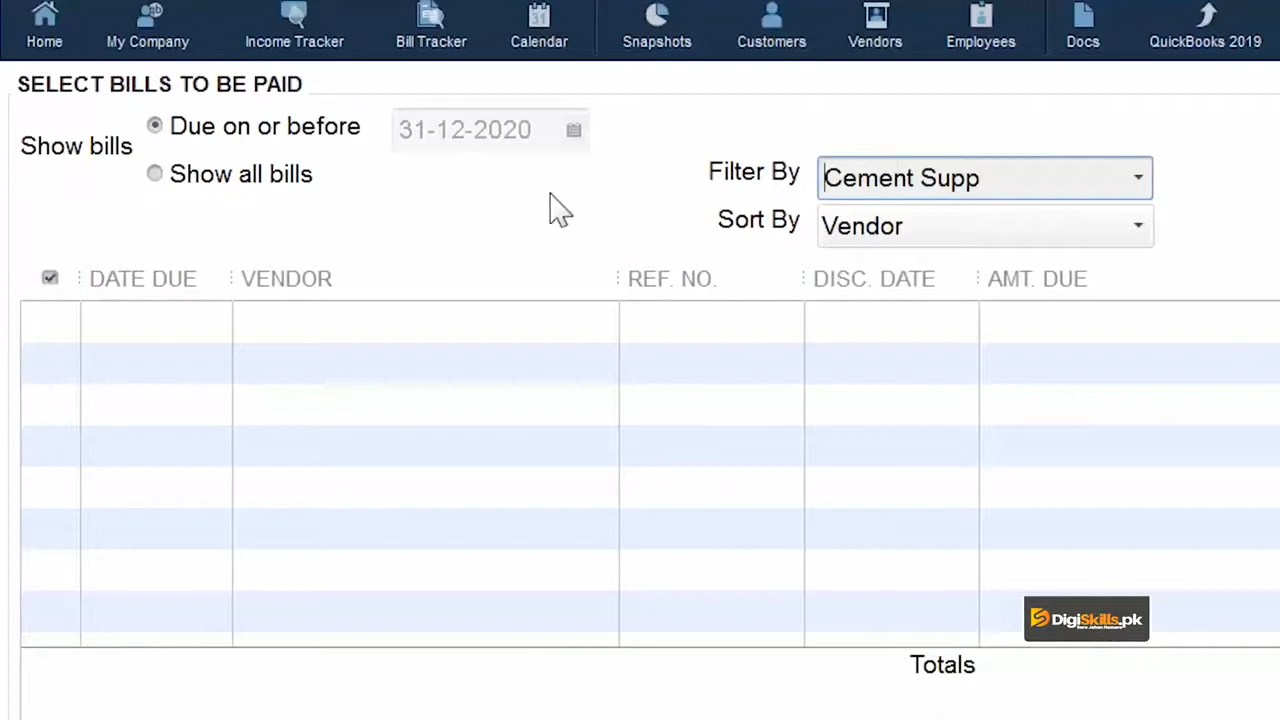 Home My Company Income Tracker Bill Tracker Calendar Snapshots Customers Vendors Employees Docs QuickBooks 2019
SELECT BILLS TO BE PAID
Show bills
Due on or before 31-12-2020
Show all bills
Filter By Cement Supp
Sort By Vendor
DATE DUE VENDOR REF. NO. DISC. DATE AMT. DUE
DigiSkills.pk
Totals